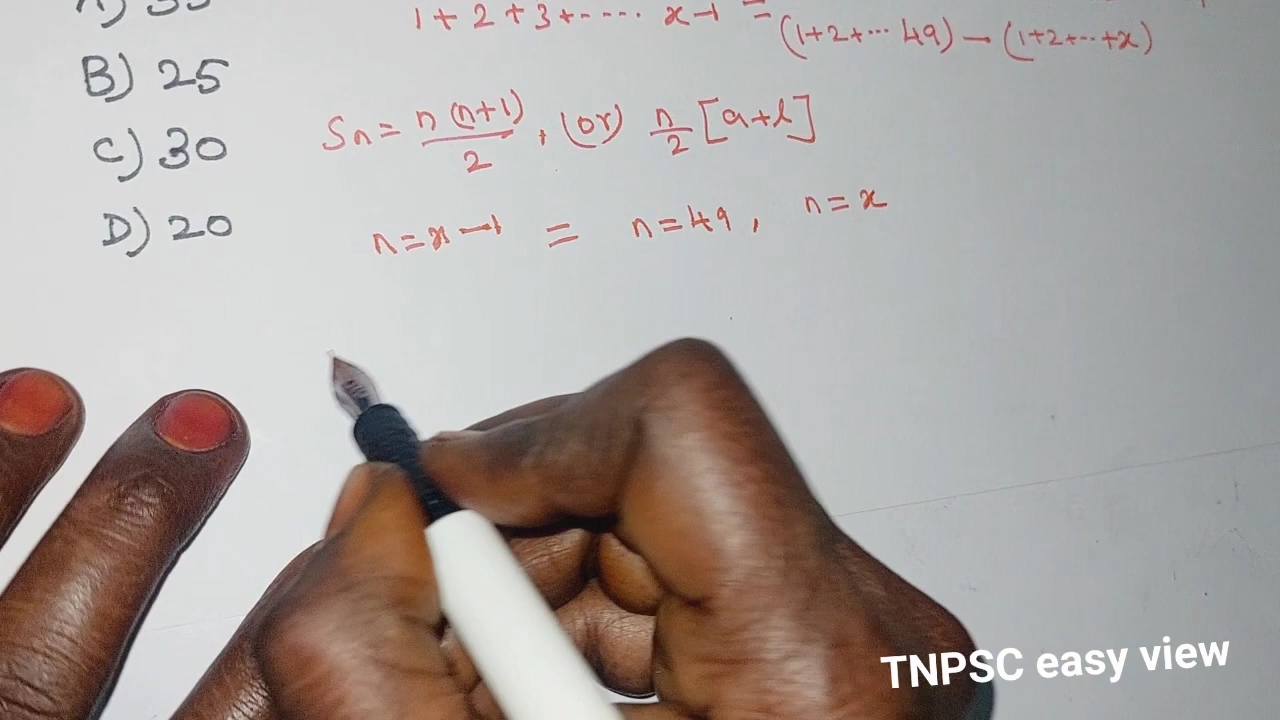 A) 35
1 + 2 + 3 + ---- x-1 =
(1+2+... 49) - (1+2+...+x)
B) 25
Sn = n (n+1) / 2 , (or) n/2 [a+l]
C) 30
D) 20
n = x-1 = n = 49 , n = x
TNPSC easy view